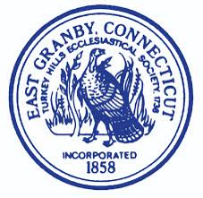 EAST GRANBY, CONNECTICUT
TURKEY HILLS ECCLESIASTICAL SOCIETY, 1736
INCORPORATED
1858